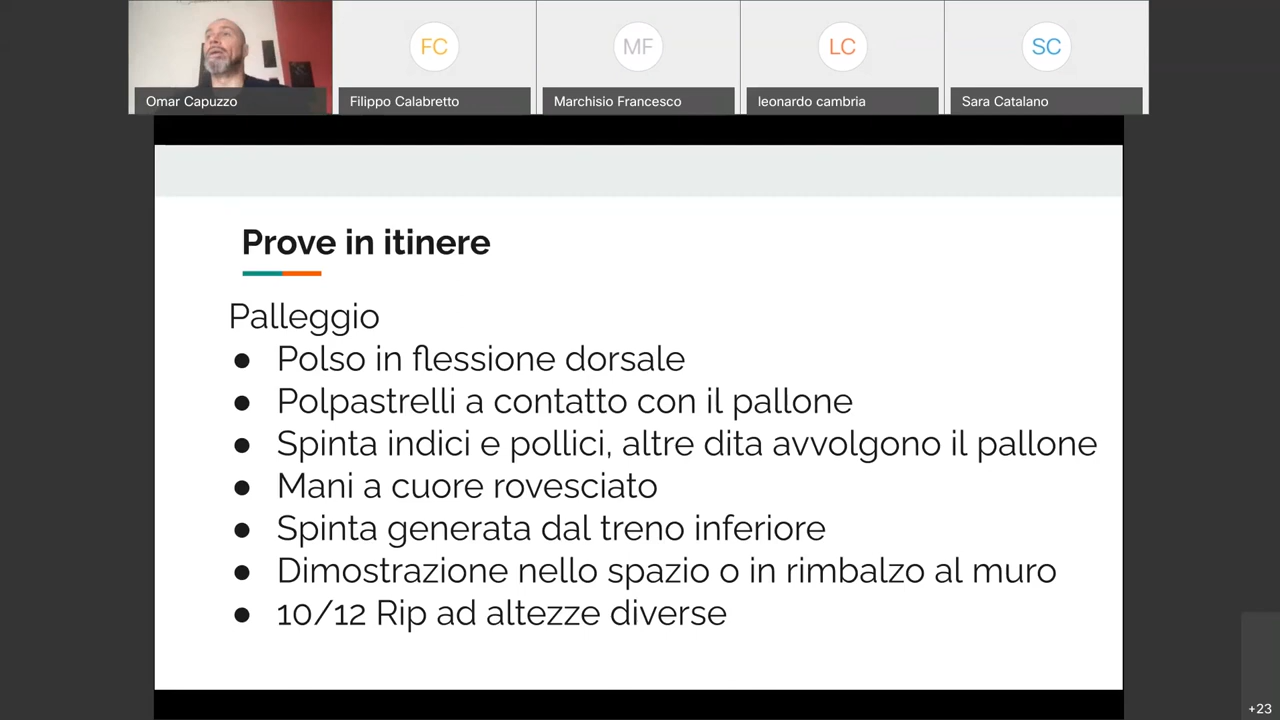 FC
MF
LC
SC
Omar Capuzzo
Filippo Calabretto
Marchisio Francesco
leonardo cambria
Sara Catalano
Prove in itinere
Palleggio
● Polso in flessione dorsale
● Polpastrelli a contatto con il pallone
● Spinta indici e pollici, altre dita avvolgono il pallone
● Mani a cuore rovesciato
● Spinta generata dal treno inferiore
● Dimostrazione nello spazio o in rimbalzo al muro
● 10/12 Rip ad altezze diverse
+23